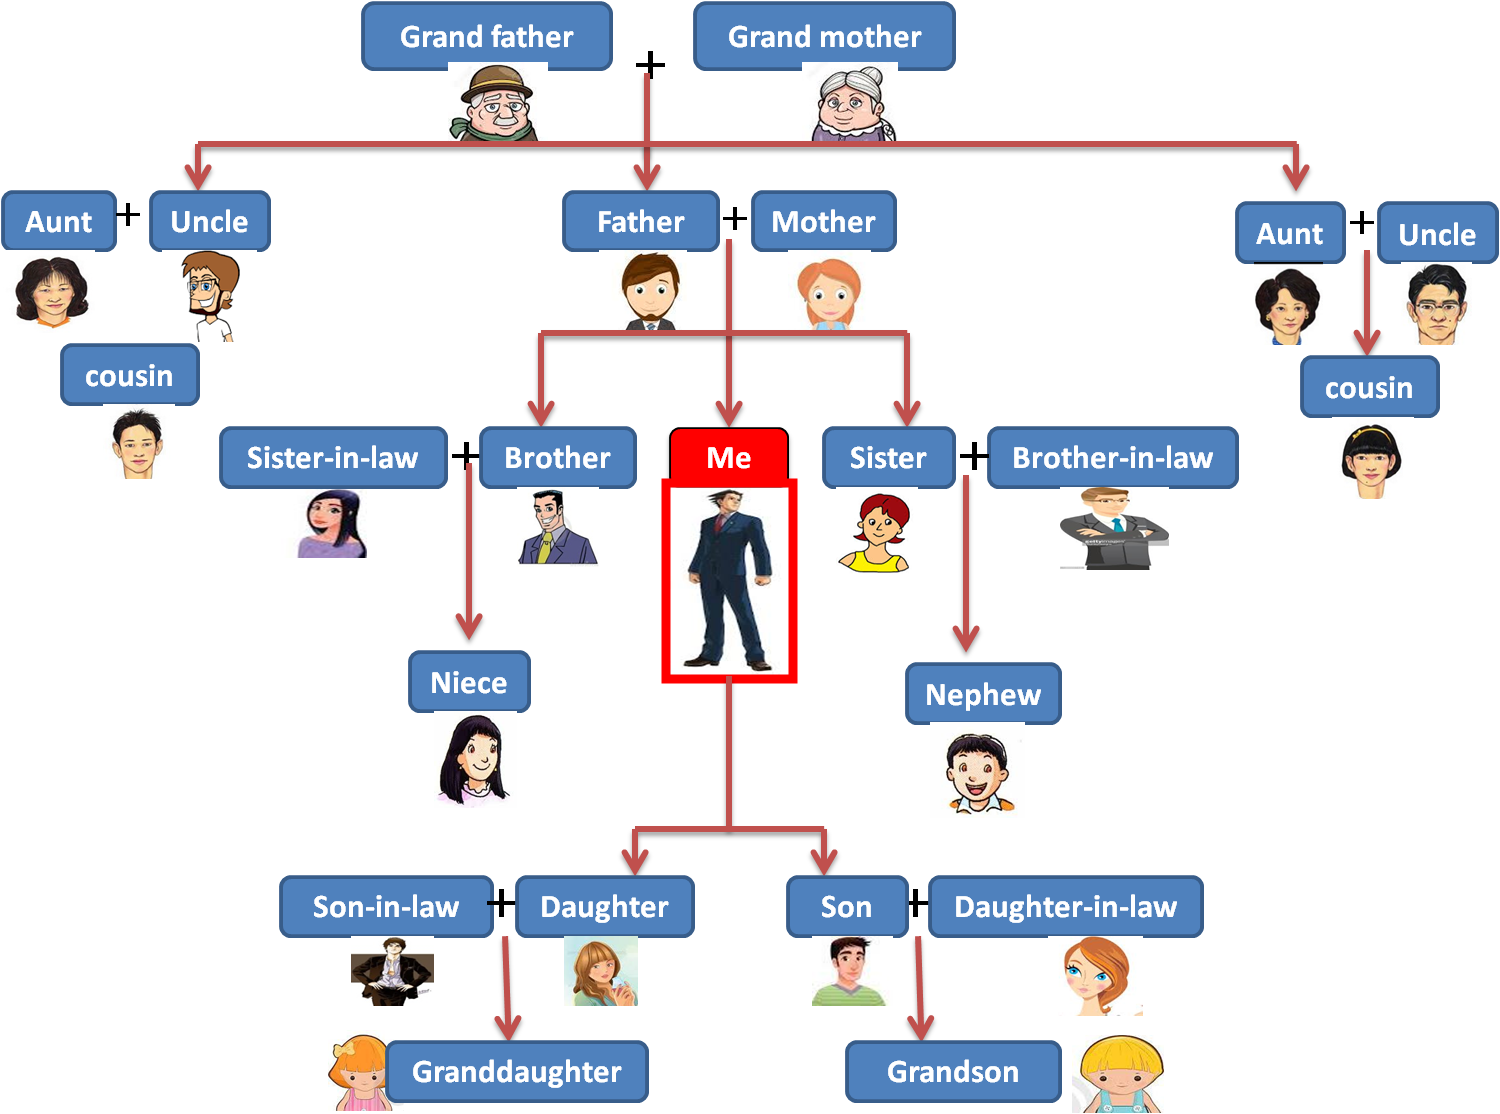 Grand father
Grand mother
Aunt
Uncle
Father
Mother
Aunt
Uncle
cousin
cousin
Sister-in-law
Brother
Me
Sister
Brother-in-law
Niece
Nephew
Son-in-law
Daughter
Son
Daughter-in-law
Granddaughter
Grandson